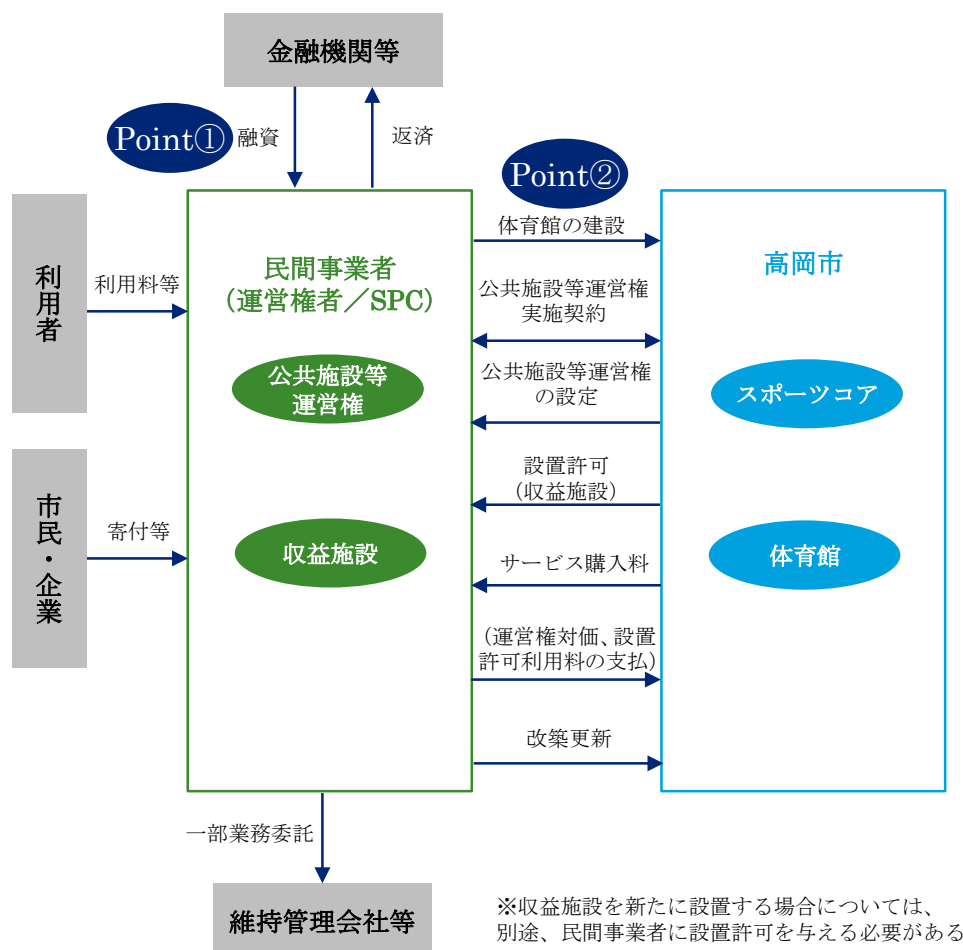 金融機関等
Point①
融資
返済
Point②
利用者
利用料等
民間事業者
(運営権者／SPC)
公共施設等
運営権
収益施設
市民・企業
寄付等
体育館の建設
公共施設等運営権
実施契約
公共施設等運営権
の設定
設置許可
(収益施設)
サービス購入料
(運営権対価、設置
許可利用料の支払)
改築更新
高岡市
スポーツコア
体育館
一部業務委託
維持管理会社等
※収益施設を新たに設置する場合については、
別途、民間事業者に設置許可を与える必要がある